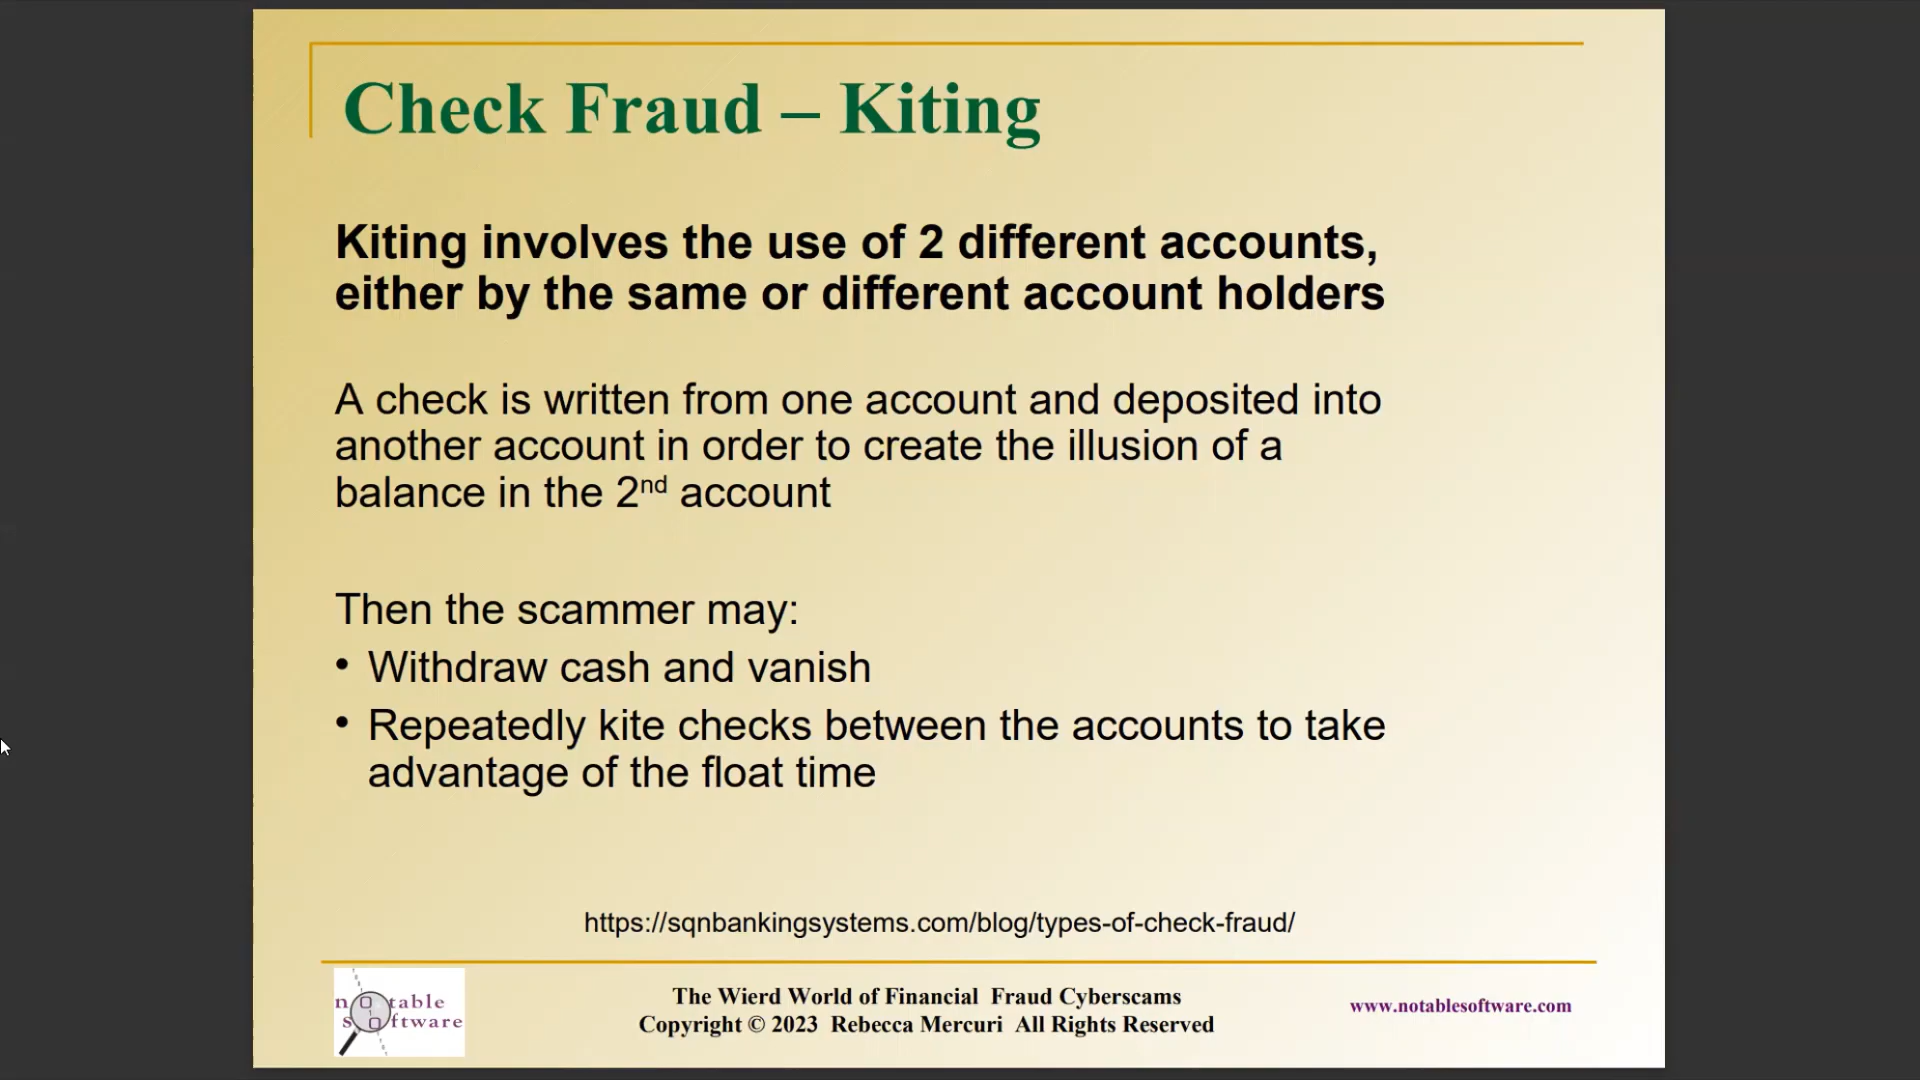 Check Fraud – Kiting
Kiting involves the use of 2 different accounts,
either by the same or different account holders
A check is written from one account and deposited into
another account in order to create the illusion of a
balance in the 2nd account
Then the scammer may:
• Withdraw cash and vanish
• Repeatedly kite checks between the accounts to take
advantage of the float time
https://sqnbankingsystems.com/blog/types-of-check-fraud/
notable
software
The Wierd World of Financial Fraud Cyberscams
Copyright © 2023 Rebecca Mercuri All Rights Reserved
www.notablesoftware.com